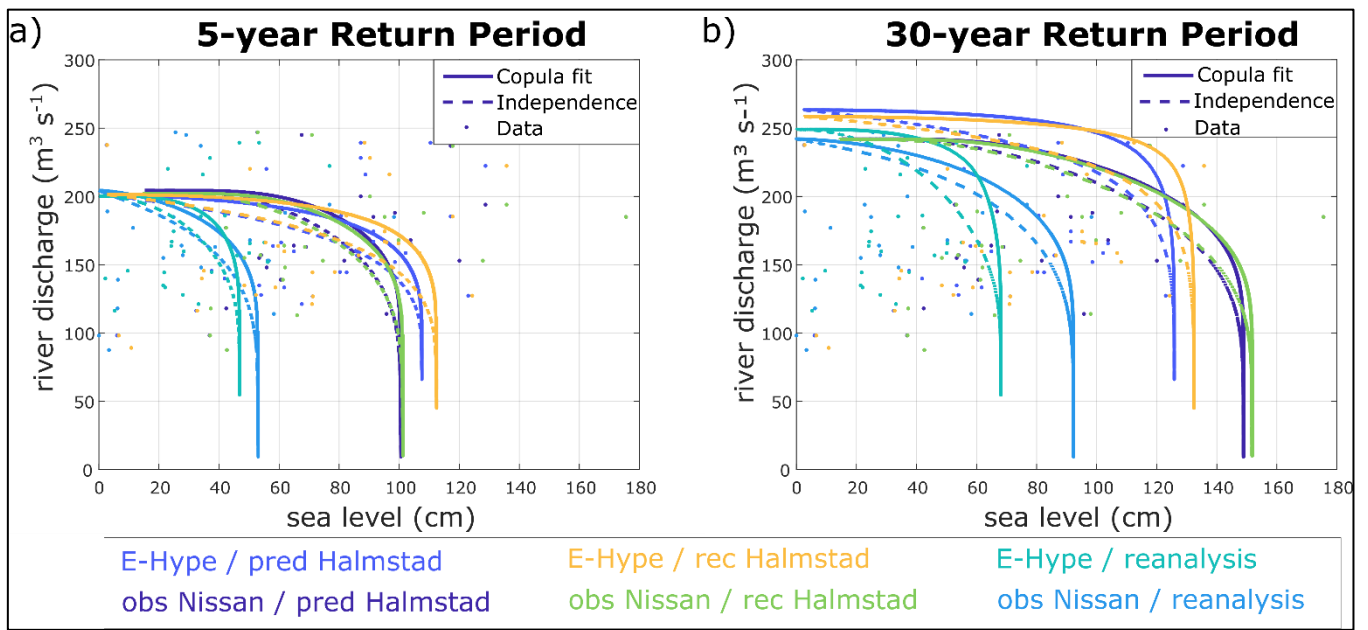 a)
5-year Return Period
300
250
200
150
100
50
0
river discharge (m³ s⁻¹)
Copula fit
Independence
Data
0 20 40 60 80 100 120 140 160 180
sea level (cm)
b)
30-year Return Period
300
250
200
150
100
50
0
river discharge (m³ s⁻¹)
Copula fit
Independence
Data
0 20 40 60 80 100 120 140 160 180
sea level (cm)
E-Hype / pred Halmstad E-Hype / rec Halmstad E-Hype / reanalysis
obs Nissan / pred Halmstad obs Nissan / rec Halmstad obs Nissan / reanalysis